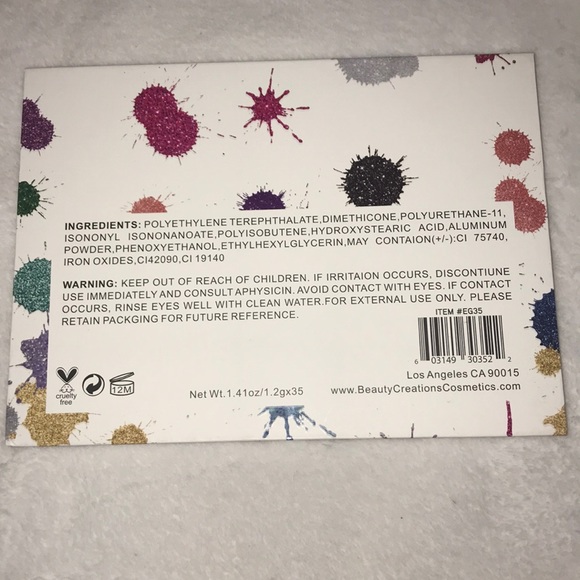 INGREDIENTS: POLYETHYLENE TEREPHTHALATE,DIMETHICONE,POLYURETHANE-11,
ISONONYL ISONONANOATE,POLYISOBUTENE,HYDROXYSTEARIC ACID,ALUMINUM
POWDER,PHENOXYETHANOL,ETHYLHEXYLGLYCERIN,MAY CONTAION(+/-):CI 75740,
IRON OXIDES,CI42090,CI 19140
WARNING: KEEP OUT OF REACH OF CHILDREN. IF IRRITAION OCCURS, DISCONTIUNE
USE IMMEDIATELY AND CONSULT APHYSICIN. AVOID CONTACT WITH EYES. IF CONTACT
OCCURS, RINSE EYES WELL WITH CLEAN WATER.FOR EXTERNAL USE ONLY. PLEASE
RETAIN PACKGING FOR FUTURE REFERENCE.
ITEM #EG35
6 03149 30352 2
Los Angeles CA 90015
www.BeautyCreationsCosmetics.com
Net Wt. 1.41oz/1.2gx35
12M
cruelty
free